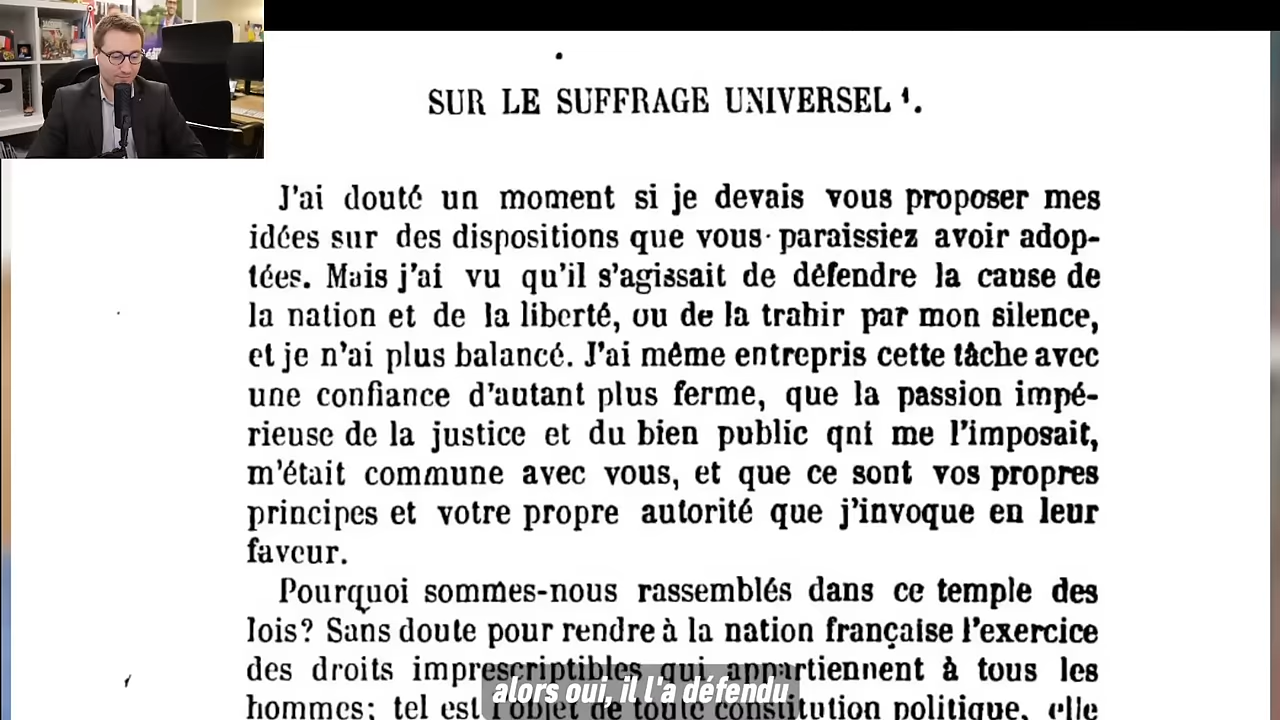 SUR LE SUFFRAGE UNIVERSEL ¹.
J'ai douté un moment si je devais vous proposer mes
idées sur des dispositions que vous paraissiez avoir adop-
tées. Mais j'ai vu qu'il s'agissait de défendre la cause de
la nation et de la liberté, ou de la trahir par mon silence,
et je n'ai plus balancé. J'ai même entrepris cette tâche avec
une confiance d'autant plus ferme, que la passion impé-
rieuse de la justice et du bien public qni me l'imposait,
m'était commune avec vous, et que ce sont vos propres
principes et votre propre autorité que j'invoque en leur
faveur.
Pourquoi sommes-nous rassemblés dans ce temple des
lois? Sans doute pour rendre à la nation française l'exercice
des droits imprescriptibles qui appartiennent à tous les
hommes; tel est l'objet de toute constitution politique, elle
alors oui, il l'a défendu